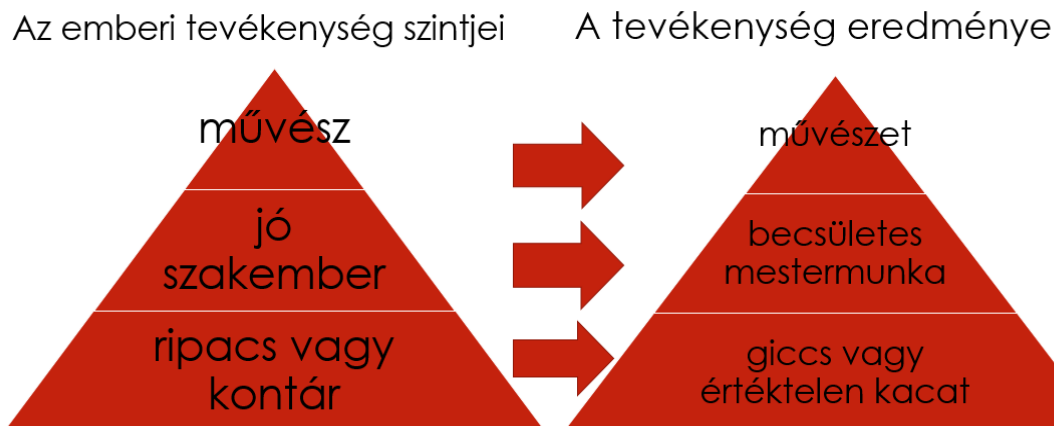 Az emberi tevékenység szintjei
művész
jó
szakember
ripacs vagy
kontár
A tevékenység eredménye
művészet
becsületes
mestermunka
giccs vagy
értéktelen kacat